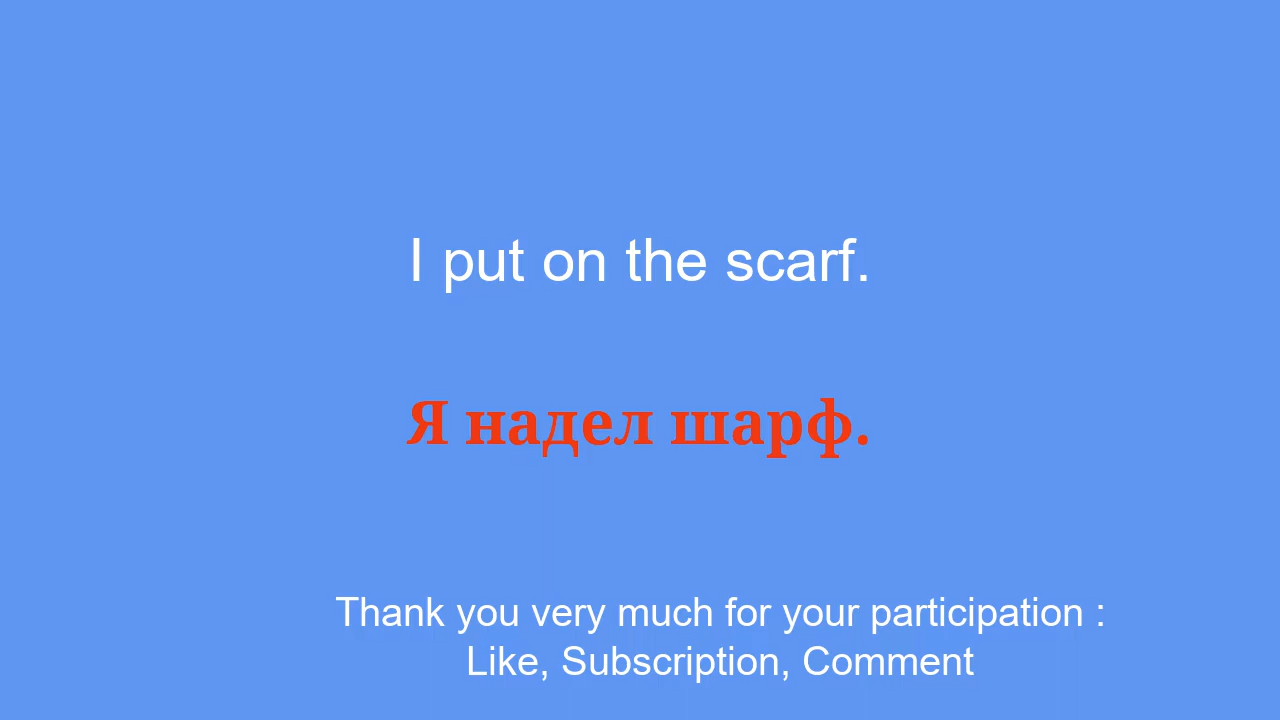 I put on the scarf.
Я надел шарф.
Thank you very much for your participation :
Like, Subscription, Comment